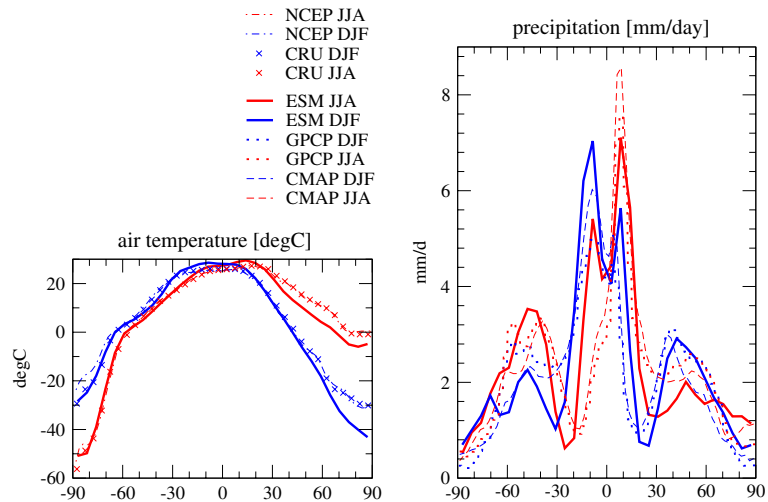 NCEP JJA
NCEP DJF
CRU DJF
CRU JJA
ESM JJA
ESM DJF
GPCP DJF
GPCP JJA
CMAP DJF
CMAP JJA
air temperature [degC]
degC
20
0
-20
-40
-60
-90 -60 -30 0 30 60 90
precipitation [mm/day]
mm/d
8
6
4
2
0
-90 -60 -30 0 30 60 90